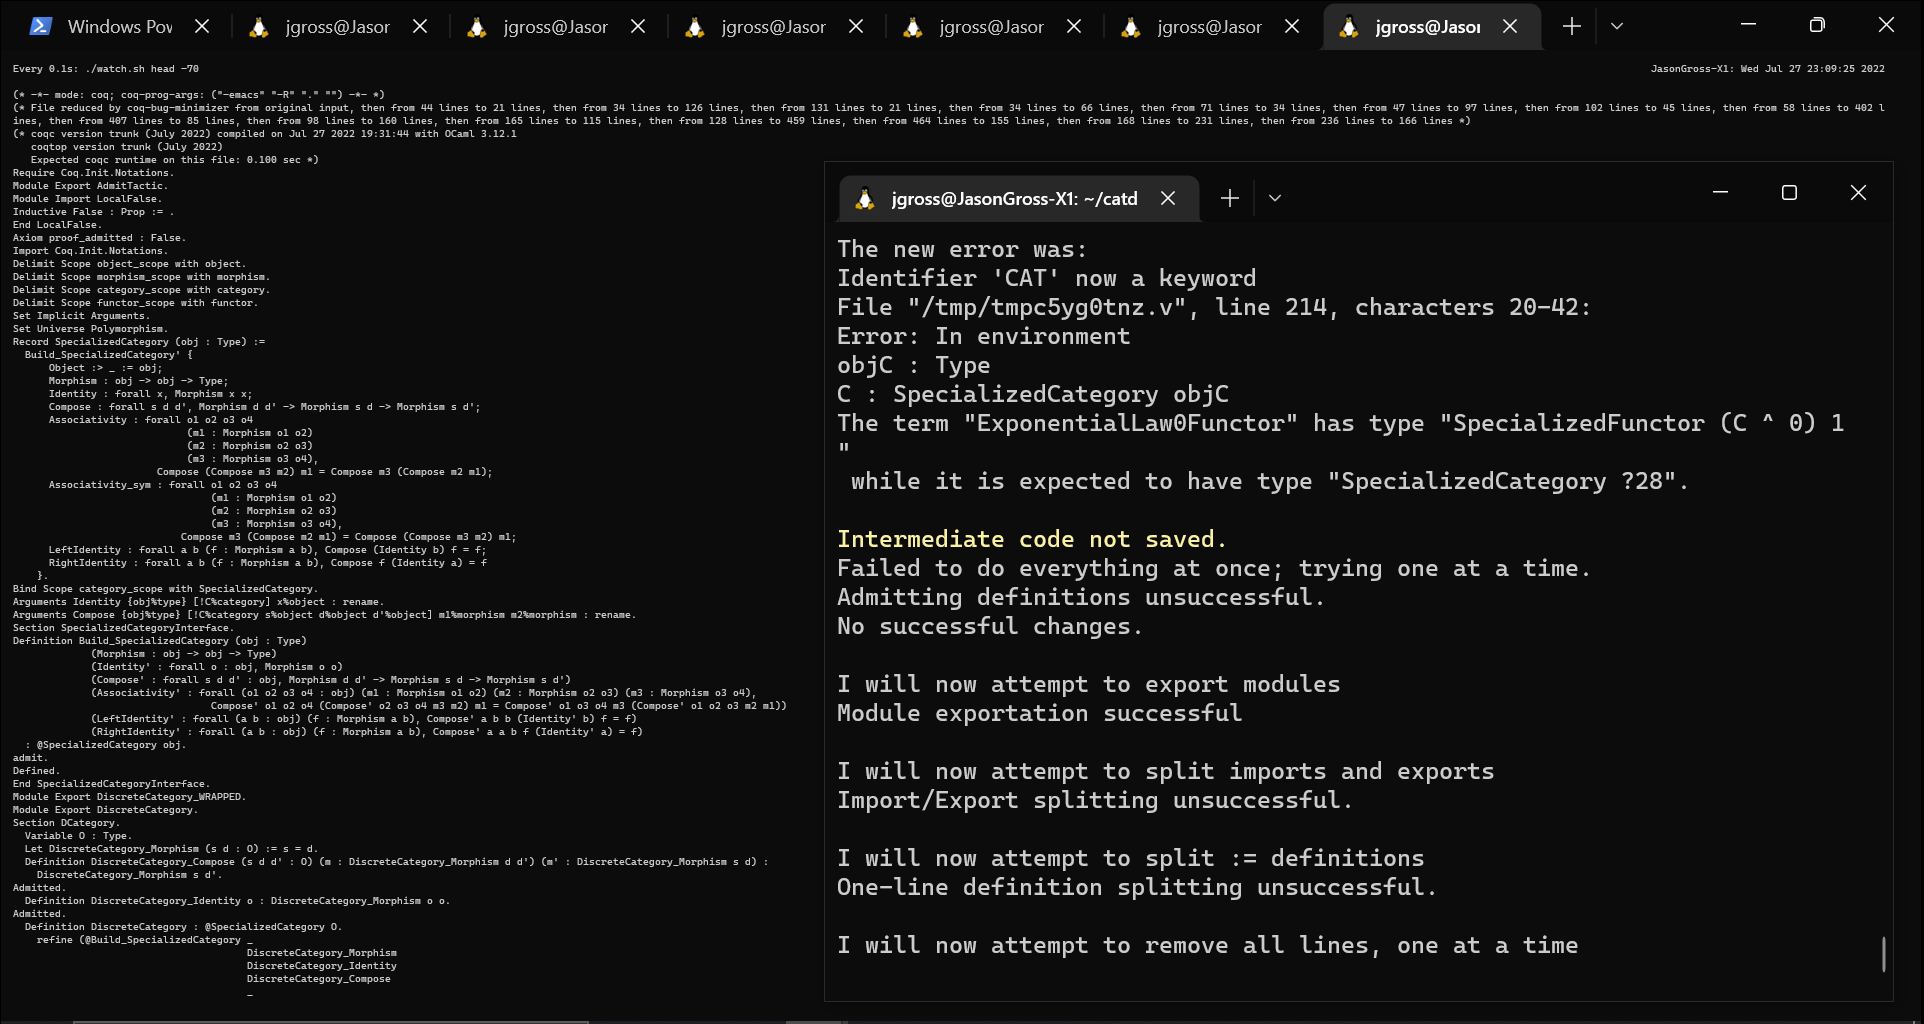 Windows Pow
jgross@Jasor
jgross@Jasor
jgross@Jasor
jgross@Jasor
jgross@Jasor
jgross@Jasor
Every 0.1s: ./watch.sh head -70
JasonGross-X1: Wed Jul 27 23:09:25 2022
(* -*- mode: coq; coq-prog-args: ("-emacs" "-R" "." "") -*- *)
(* File reduced by coq-bug-minimizer from original input, then from 44 lines to 21 lines, then from 34 lines to 126 lines, then from 131 lines to 21 lines, then from 34 lines to 66 lines, then from 71 lines to 34 lines, then from 47 lines to 97 lines, then from 102 lines to 45 lines, then from 58 lines to 402 l
ines, then from 407 lines to 85 lines, then from 98 lines to 160 lines, then from 165 lines to 115 lines, then from 128 lines to 459 lines, then from 464 lines to 155 lines, then from 168 lines to 231 lines, then from 236 lines to 166 lines *)
(* coqc version trunk (July 2022) compiled on Jul 27 2022 19:31:44 with OCaml 3.12.1
   coqtop version trunk (July 2022)
   Expected coqc runtime on this file: 0.100 sec *)
Require Coq.Init.Notations.
Module Export AdmitTactic.
Module Import LocalFalse.
Inductive False : Prop := .
End LocalFalse.
Axiom proof_admitted : False.
Import Coq.Init.Notations.
Delimit Scope object_scope with object.
Delimit Scope morphism_scope with morphism.
Delimit Scope category_scope with category.
Delimit Scope functor_scope with functor.
Set Implicit Arguments.
Set Universe Polymorphism.
Record SpecializedCategory (obj : Type) :=
  Build_SpecializedCategory' {
      Object :> _ := obj;
      Morphism : obj -> obj -> Type;
      Identity : forall x, Morphism x x;
      Compose : forall s d d', Morphism d d' -> Morphism s d -> Morphism s d';
      Associativity : forall o1 o2 o3 o4
                             (m1 : Morphism o1 o2)
                             (m2 : Morphism o2 o3)
                             (m3 : Morphism o3 o4),
                        Compose (Compose m3 m2) m1 = Compose m3 (Compose m2 m1);
      Associativity_sym : forall o1 o2 o3 o4
                                 (m1 : Morphism o1 o2)
                                 (m2 : Morphism o2 o3)
                                 (m3 : Morphism o3 o4),
                            Compose m3 (Compose m2 m1) = Compose (Compose m3 m2) m1;
      LeftIdentity : forall a b (f : Morphism a b), Compose (Identity b) f = f;
      RightIdentity : forall a b (f : Morphism a b), Compose f (Identity a) = f
    }.
Bind Scope category_scope with SpecializedCategory.
Arguments Identity {obj%type} [!C%category] x%object : rename.
Arguments Compose {obj%type} [!C%category s%object d%object d'%object] m1%morphism m2%morphism : rename.
Section SpecializedCategoryInterface.
Definition Build_SpecializedCategory (obj : Type)
             (Morphism : obj -> obj -> Type)
             (Identity' : forall o : obj, Morphism o o)
             (Compose' : forall s d d' : obj, Morphism d d' -> Morphism s d -> Morphism s d')
             (Associativity' : forall (o1 o2 o3 o4 : obj) (m1 : Morphism o1 o2) (m2 : Morphism o2 o3) (m3 : Morphism o3 o4),
                                 Compose' o1 o2 o4 (Compose' o2 o3 o4 m3 m2) m1 = Compose' o1 o3 o4 m3 (Compose' o1 o2 o3 m2 m1))
             (LeftIdentity' : forall (a b : obj) (f : Morphism a b), Compose' a b b (Identity' b) f = f)
             (RightIdentity' : forall (a b : obj) (f : Morphism a b), Compose' a a b f (Identity' a) = f)
  : @SpecializedCategory obj.
admit.
Defined.
End SpecializedCategoryInterface.
Module Export DiscreteCategory_WRAPPED.
Module Export DiscreteCategory.
Section DCategory.
  Variable O : Type.
  Let DiscreteCategory_Morphism (s d : O) := s = d.
  Definition DiscreteCategory_Compose (s d d' : O) (m : DiscreteCategory_Morphism d d') (m' : DiscreteCategory_Morphism s d) :
    DiscreteCategory_Morphism s d'.
Admitted.
  Definition DiscreteCategory_Identity o : DiscreteCategory_Morphism o o.
Admitted.
  Definition DiscreteCategory : @SpecializedCategory O.
    refine (@Build_SpecializedCategory _
                                       DiscreteCategory_Morphism
                                       DiscreteCategory_Identity
                                       DiscreteCategory_Compose
                                       _
jgross@JasonGross-X1: ~/catd
The new error was:
Identifier 'CAT' now a keyword
File "/tmp/tmpc5yg0tnz.v", line 214, characters 20-42:
Error: In environment
objC : Type
C : SpecializedCategory objC
The term "ExponentialLaw0Functor" has type "SpecializedFunctor (C ^ 0) 1
"
 while it is expected to have type "SpecializedCategory ?28".
Intermediate code not saved.
Failed to do everything at once; trying one at a time.
Admitting definitions unsuccessful.
No successful changes.
I will now attempt to export modules
Module exportation successful
I will now attempt to split imports and exports
Import/Export splitting unsuccessful.
I will now attempt to split := definitions
One-line definition splitting unsuccessful.
I will now attempt to remove all lines, one at a time